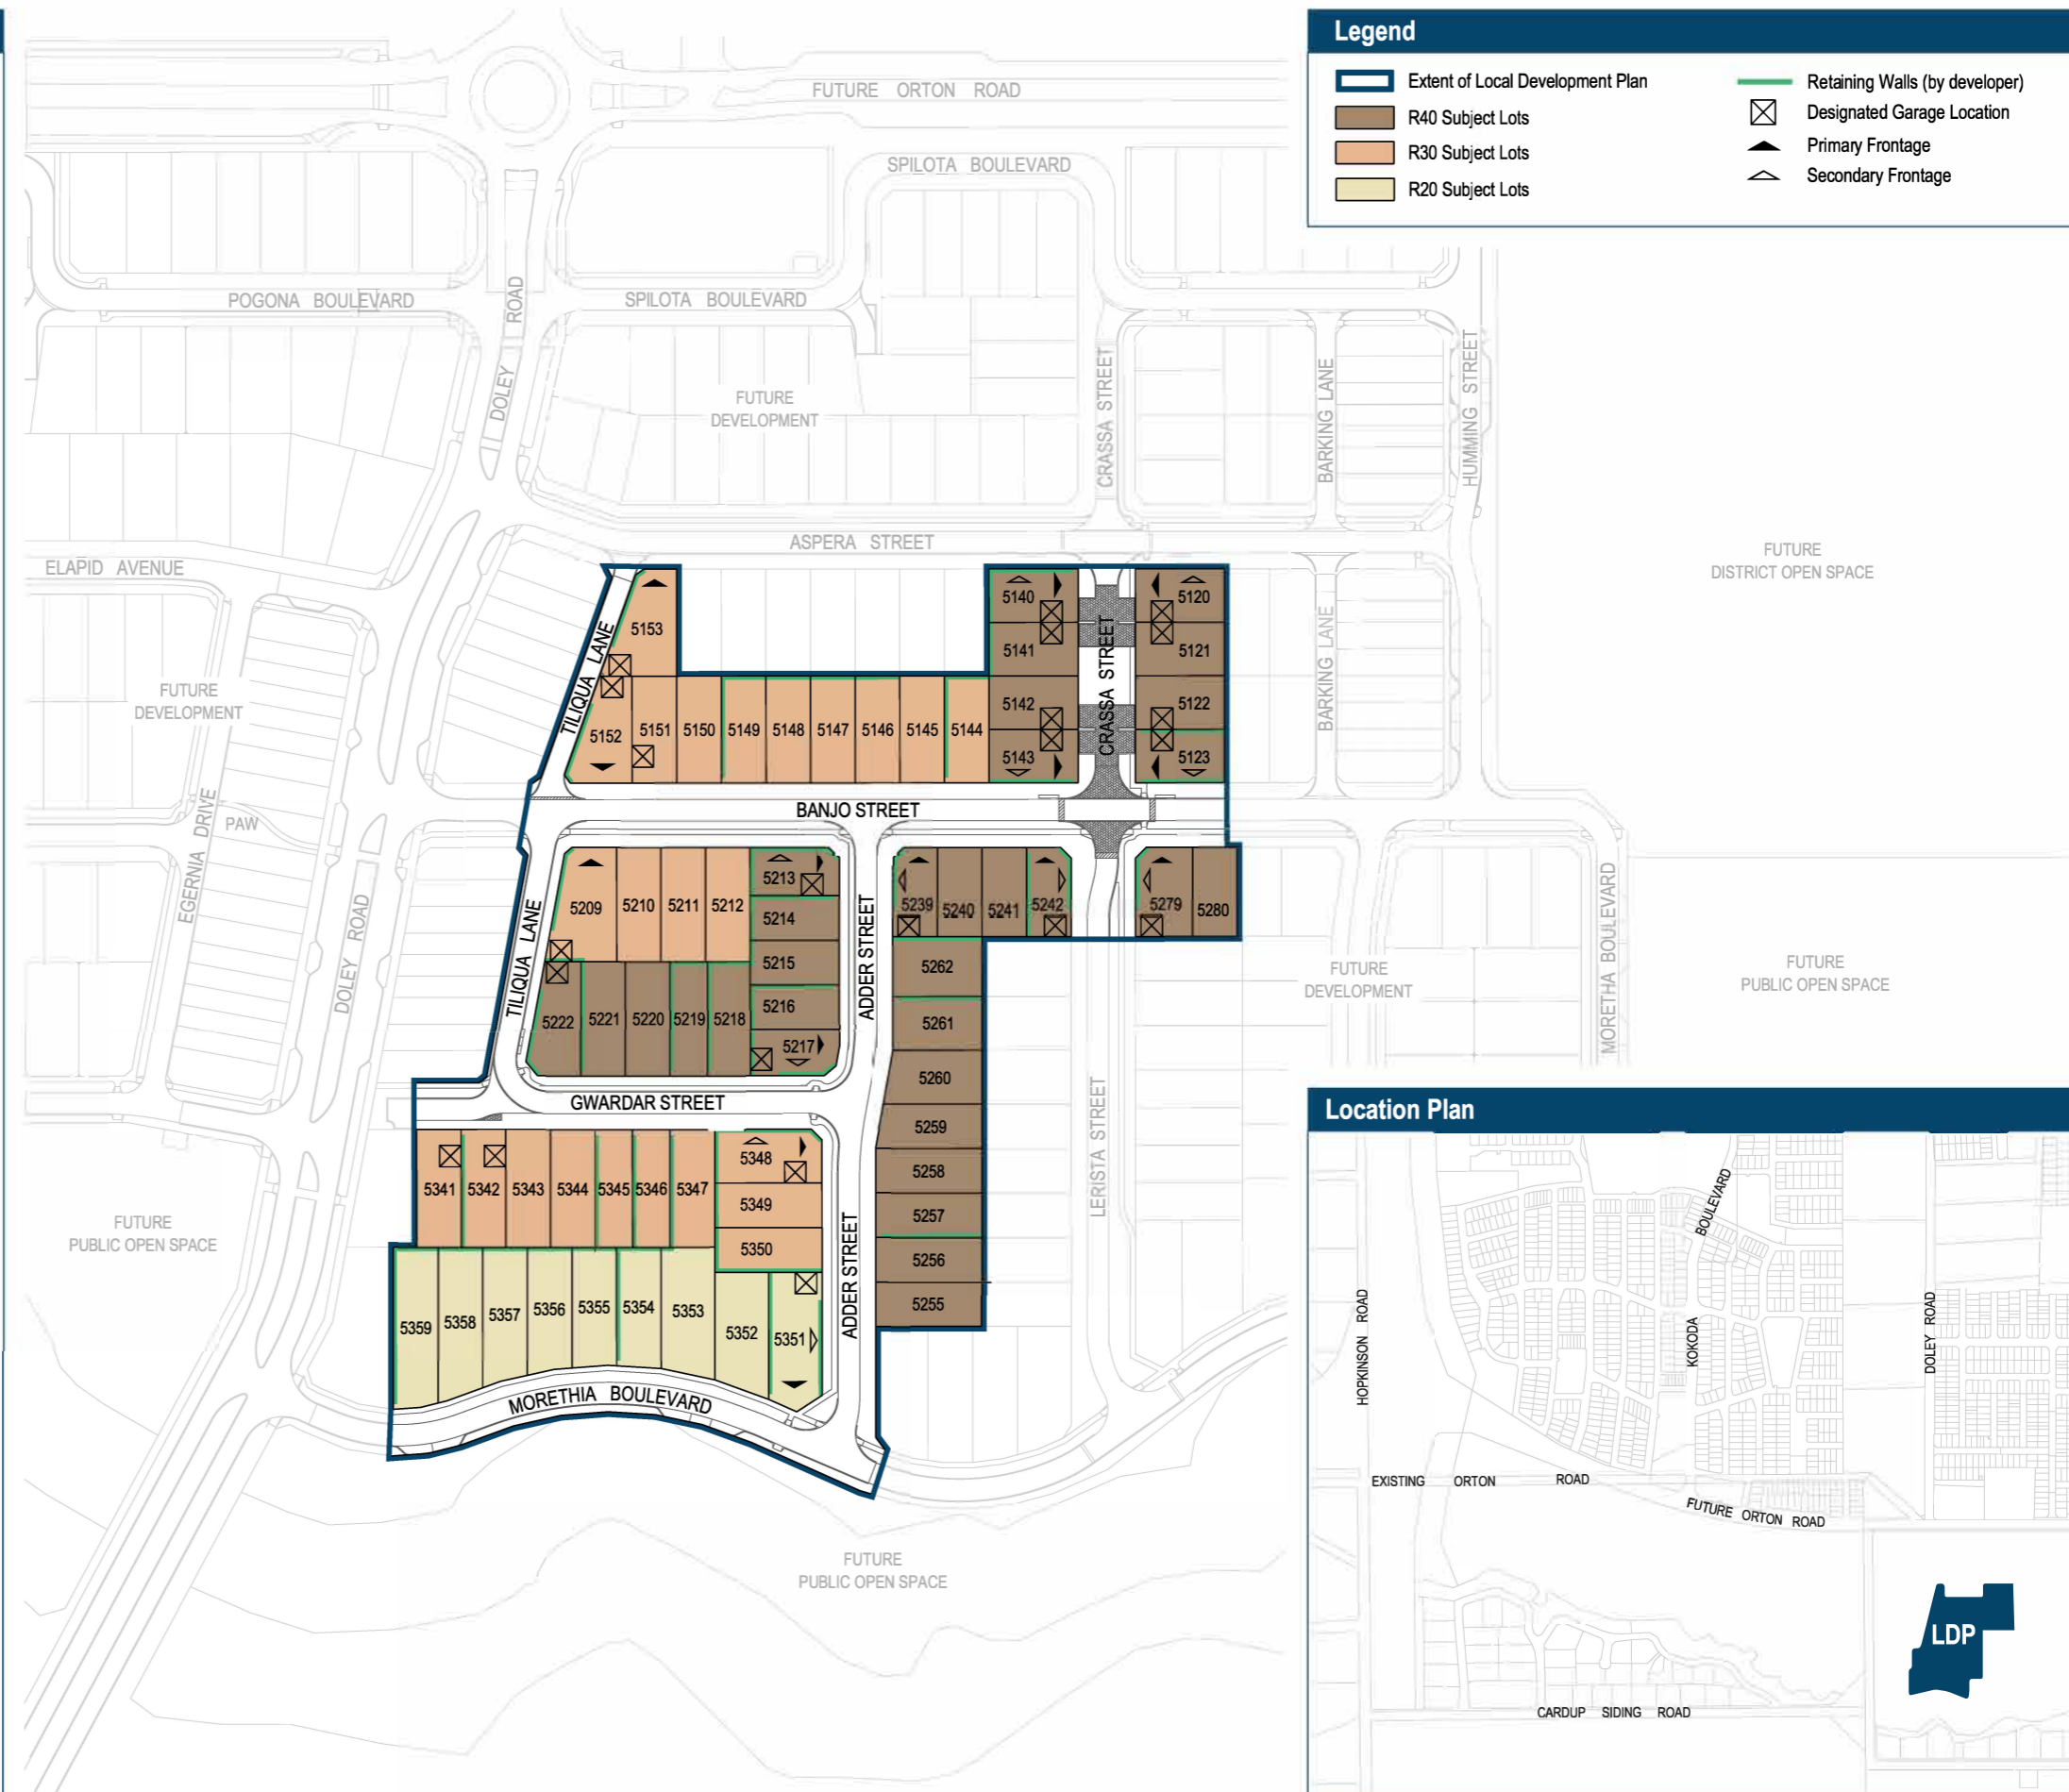 Legend
Extent of Local Development Plan
R40 Subject Lots
R30 Subject Lots
R20 Subject Lots
Retaining Walls (by developer)
Designated Garage Location
Primary Frontage
Secondary Frontage
FUTURE ORTON ROAD
SPILOTA BOULEVARD
POGONA BOULEVARD
DOLEY ROAD
SPILOTA BOULEVARD
CRASSA STREET
BARKING LANE
HUMMING STREET
FUTURE
DEVELOPMENT
ASPERA STREET
ELAPID AVENUE
FUTURE
DISTRICT OPEN SPACE
FUTURE
DEVELOPMENT
TILIQUA LANE
5153
5152
5151
5150
5149
5148
5147
5146
5145
5144
5140
5141
5142
5143
CRASSA STREET
5120
5121
5122
5123
BARKING LANE
BANJO STREET
EGERNIA DRIVE
PAW
DOLEY ROAD
TILIQUA LANE
5209
5210
5211
5212
5213
5214
5215
5216
5217
5222
5221
5220
5219
5218
ADDER STREET
5239
5240
5241
5242
5279
5280
5262
5261
5260
5259
5258
5257
5256
5255
MORETHA BOULEVARD
FUTURE
DEVELOPMENT
FUTURE
PUBLIC OPEN SPACE
LERISTA STREET
GWARDAR STREET
5341
5342
5343
5344
5345
5346
5347
5348
5349
5350
ADDER STREET
FUTURE
PUBLIC OPEN SPACE
5359
5358
5357
5356
5355
5354
5353
5352
5351
MORETHIA BOULEVARD
FUTURE
PUBLIC OPEN SPACE
Location Plan
BOULEVARD
KOKODA
HOPKINSON ROAD
DOLEY ROAD
EXISTING ORTON ROAD
FUTURE ORTON ROAD
LDP
CARDUP SIDING ROAD